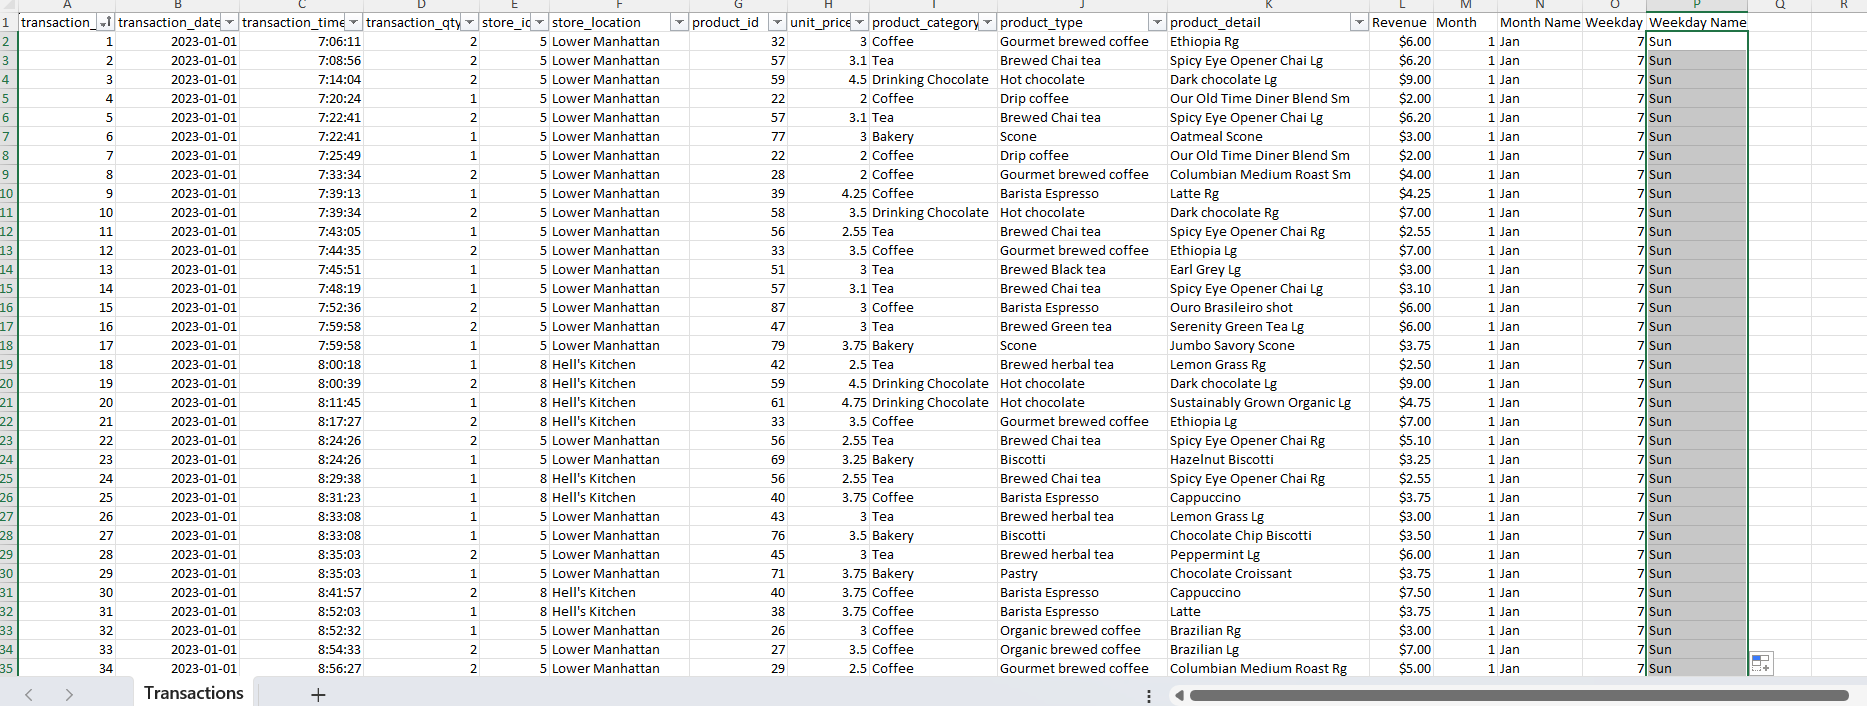 A B C D E F G H I J K L M N O P Q R
1 transaction_ transaction_date transaction_time transaction_qty store_id store_location product_id unit_price product_category product_type product_detail Revenue Month Month Name Weekday Weekday Name
2 1 2023-01-01 7:06:11 2 5 Lower Manhattan 32 3 Coffee Gourmet brewed coffee Ethiopia Rg $6.00 1 Jan 7 Sun
3 2 2023-01-01 7:08:56 2 5 Lower Manhattan 57 3.1 Tea Brewed Chai tea Spicy Eye Opener Chai Lg $6.20 1 Jan 7 Sun
4 3 2023-01-01 7:14:04 2 5 Lower Manhattan 59 4.5 Drinking Chocolate Hot chocolate Dark chocolate Lg $9.00 1 Jan 7 Sun
5 4 2023-01-01 7:20:24 1 5 Lower Manhattan 22 2 Coffee Drip coffee Our Old Time Diner Blend Sm $2.00 1 Jan 7 Sun
6 5 2023-01-01 7:22:41 2 5 Lower Manhattan 57 3.1 Tea Brewed Chai tea Spicy Eye Opener Chai Lg $6.20 1 Jan 7 Sun
7 6 2023-01-01 7:22:41 1 5 Lower Manhattan 77 3 Bakery Scone Oatmeal Scone $3.00 1 Jan 7 Sun
8 7 2023-01-01 7:25:49 1 5 Lower Manhattan 22 2 Coffee Drip coffee Our Old Time Diner Blend Sm $2.00 1 Jan 7 Sun
9 8 2023-01-01 7:33:34 2 5 Lower Manhattan 28 2 Coffee Gourmet brewed coffee Columbian Medium Roast Sm $4.00 1 Jan 7 Sun
10 9 2023-01-01 7:39:13 1 5 Lower Manhattan 39 4.25 Coffee Barista Espresso Latte Rg $4.25 1 Jan 7 Sun
11 10 2023-01-01 7:39:34 2 5 Lower Manhattan 58 3.5 Drinking Chocolate Hot chocolate Dark chocolate Rg $7.00 1 Jan 7 Sun
12 11 2023-01-01 7:43:05 1 5 Lower Manhattan 56 2.55 Tea Brewed Chai tea Spicy Eye Opener Chai Rg $2.55 1 Jan 7 Sun
13 12 2023-01-01 7:44:35 2 5 Lower Manhattan 33 3.5 Coffee Gourmet brewed coffee Ethiopia Lg $7.00 1 Jan 7 Sun
14 13 2023-01-01 7:45:51 1 5 Lower Manhattan 51 3 Tea Brewed Black tea Earl Grey Lg $3.00 1 Jan 7 Sun
15 14 2023-01-01 7:48:19 1 5 Lower Manhattan 57 3.1 Tea Brewed Chai tea Spicy Eye Opener Chai Lg $3.10 1 Jan 7 Sun
16 15 2023-01-01 7:52:36 2 5 Lower Manhattan 87 3 Coffee Barista Espresso Ouro Brasileiro shot $6.00 1 Jan 7 Sun
17 16 2023-01-01 7:59:58 2 5 Lower Manhattan 47 3 Tea Brewed Green tea Serenity Green Tea Lg $6.00 1 Jan 7 Sun
18 17 2023-01-01 7:59:58 1 5 Lower Manhattan 79 3.75 Bakery Scone Jumbo Savory Scone $3.75 1 Jan 7 Sun
19 18 2023-01-01 8:00:18 1 8 Hell's Kitchen 42 2.5 Tea Brewed herbal tea Lemon Grass Rg $2.50 1 Jan 7 Sun
20 19 2023-01-01 8:00:39 2 8 Hell's Kitchen 59 4.5 Drinking Chocolate Hot chocolate Dark chocolate Lg $9.00 1 Jan 7 Sun
21 20 2023-01-01 8:11:45 1 8 Hell's Kitchen 61 4.75 Drinking Chocolate Hot chocolate Sustainably Grown Organic Lg $4.75 1 Jan 7 Sun
22 21 2023-01-01 8:17:27 2 8 Hell's Kitchen 33 3.5 Coffee Gourmet brewed coffee Ethiopia Lg $7.00 1 Jan 7 Sun
23 22 2023-01-01 8:24:26 2 5 Lower Manhattan 56 2.55 Tea Brewed Chai tea Spicy Eye Opener Chai Rg $5.10 1 Jan 7 Sun
24 23 2023-01-01 8:24:26 1 5 Lower Manhattan 69 3.25 Bakery Biscotti Hazelnut Biscotti $3.25 1 Jan 7 Sun
25 24 2023-01-01 8:29:38 1 8 Hell's Kitchen 56 2.55 Tea Brewed Chai tea Spicy Eye Opener Chai Rg $2.55 1 Jan 7 Sun
26 25 2023-01-01 8:31:23 1 8 Hell's Kitchen 40 3.75 Coffee Barista Espresso Cappuccino $3.75 1 Jan 7 Sun
27 26 2023-01-01 8:33:08 1 5 Lower Manhattan 43 3 Tea Brewed herbal tea Lemon Grass Lg $3.00 1 Jan 7 Sun
28 27 2023-01-01 8:33:08 1 5 Lower Manhattan 76 3.5 Bakery Biscotti Chocolate Chip Biscotti $3.50 1 Jan 7 Sun
29 28 2023-01-01 8:35:03 2 5 Lower Manhattan 45 3 Tea Brewed herbal tea Peppermint Lg $6.00 1 Jan 7 Sun
30 29 2023-01-01 8:35:03 1 5 Lower Manhattan 71 3.75 Bakery Pastry Chocolate Croissant $3.75 1 Jan 7 Sun
31 30 2023-01-01 8:41:57 2 8 Hell's Kitchen 40 3.75 Coffee Barista Espresso Cappuccino $7.50 1 Jan 7 Sun
32 31 2023-01-01 8:52:03 1 8 Hell's Kitchen 38 3.75 Coffee Barista Espresso Latte $3.75 1 Jan 7 Sun
33 32 2023-01-01 8:52:32 1 5 Lower Manhattan 26 3 Coffee Organic brewed coffee Brazilian Rg $3.00 1 Jan 7 Sun
34 33 2023-01-01 8:54:33 2 5 Lower Manhattan 27 3.5 Coffee Organic brewed coffee Brazilian Lg $7.00 1 Jan 7 Sun
35 34 2023-01-01 8:56:27 2 5 Lower Manhattan 29 2.5 Coffee Gourmet brewed coffee Columbian Medium Roast Rg $5.00 1 Jan 7 Sun
Transactions